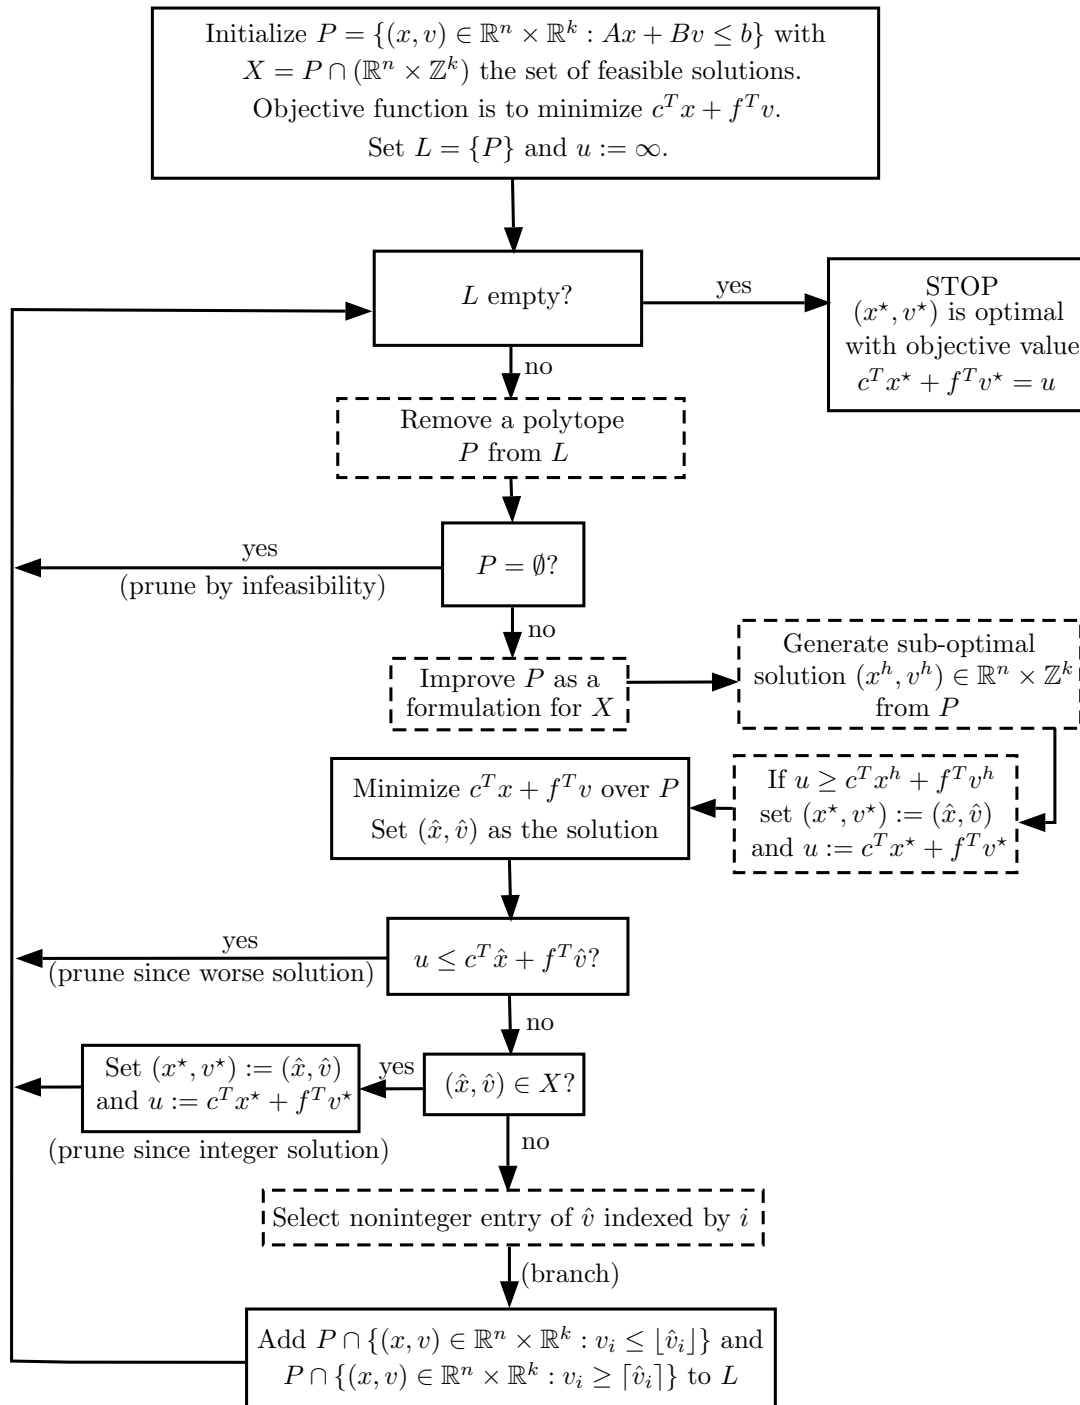 Initialize P = {(x, v) ∈ ℝⁿ × ℝᵏ : Ax + Bv ≤ b} with
X = P ∩ (ℝⁿ × ℤᵏ) the set of feasible solutions.
Objective function is to minimize cᵀx + fᵀv.
Set L = {P} and u := ∞.
L empty?
yes
STOP
(x⋆, v⋆) is optimal
with objective value
cᵀx⋆ + fᵀv⋆ = u
no
Remove a polytope
P from L
P = ∅?
yes
(prune by infeasibility)
no
Improve P as a
formulation for X
Generate sub-optimal
solution (xʰ, vʰ) ∈ ℝⁿ × ℤᵏ
from P
If u ≥ cᵀxʰ + fᵀvʰ
set (x⋆, v⋆) := (x̂, v̂)
and u := cᵀx⋆ + fᵀv⋆
Minimize cᵀx + fᵀv over P
Set (x̂, v̂) as the solution
u ≤ cᵀx̂ + fᵀv̂?
yes
(prune since worse solution)
no
(x̂, v̂) ∈ X?
yes
Set (x⋆, v⋆) := (x̂, v̂)
and u := cᵀx⋆ + fᵀv⋆
(prune since integer solution)
no
Select noninteger entry of v̂ indexed by i
(branch)
Add P ∩ {(x, v) ∈ ℝⁿ × ℝᵏ : vᵢ ≤ ⌊v̂ᵢ⌋} and
P ∩ {(x, v) ∈ ℝⁿ × ℝᵏ : vᵢ ≥ ⌈v̂ᵢ⌉} to L